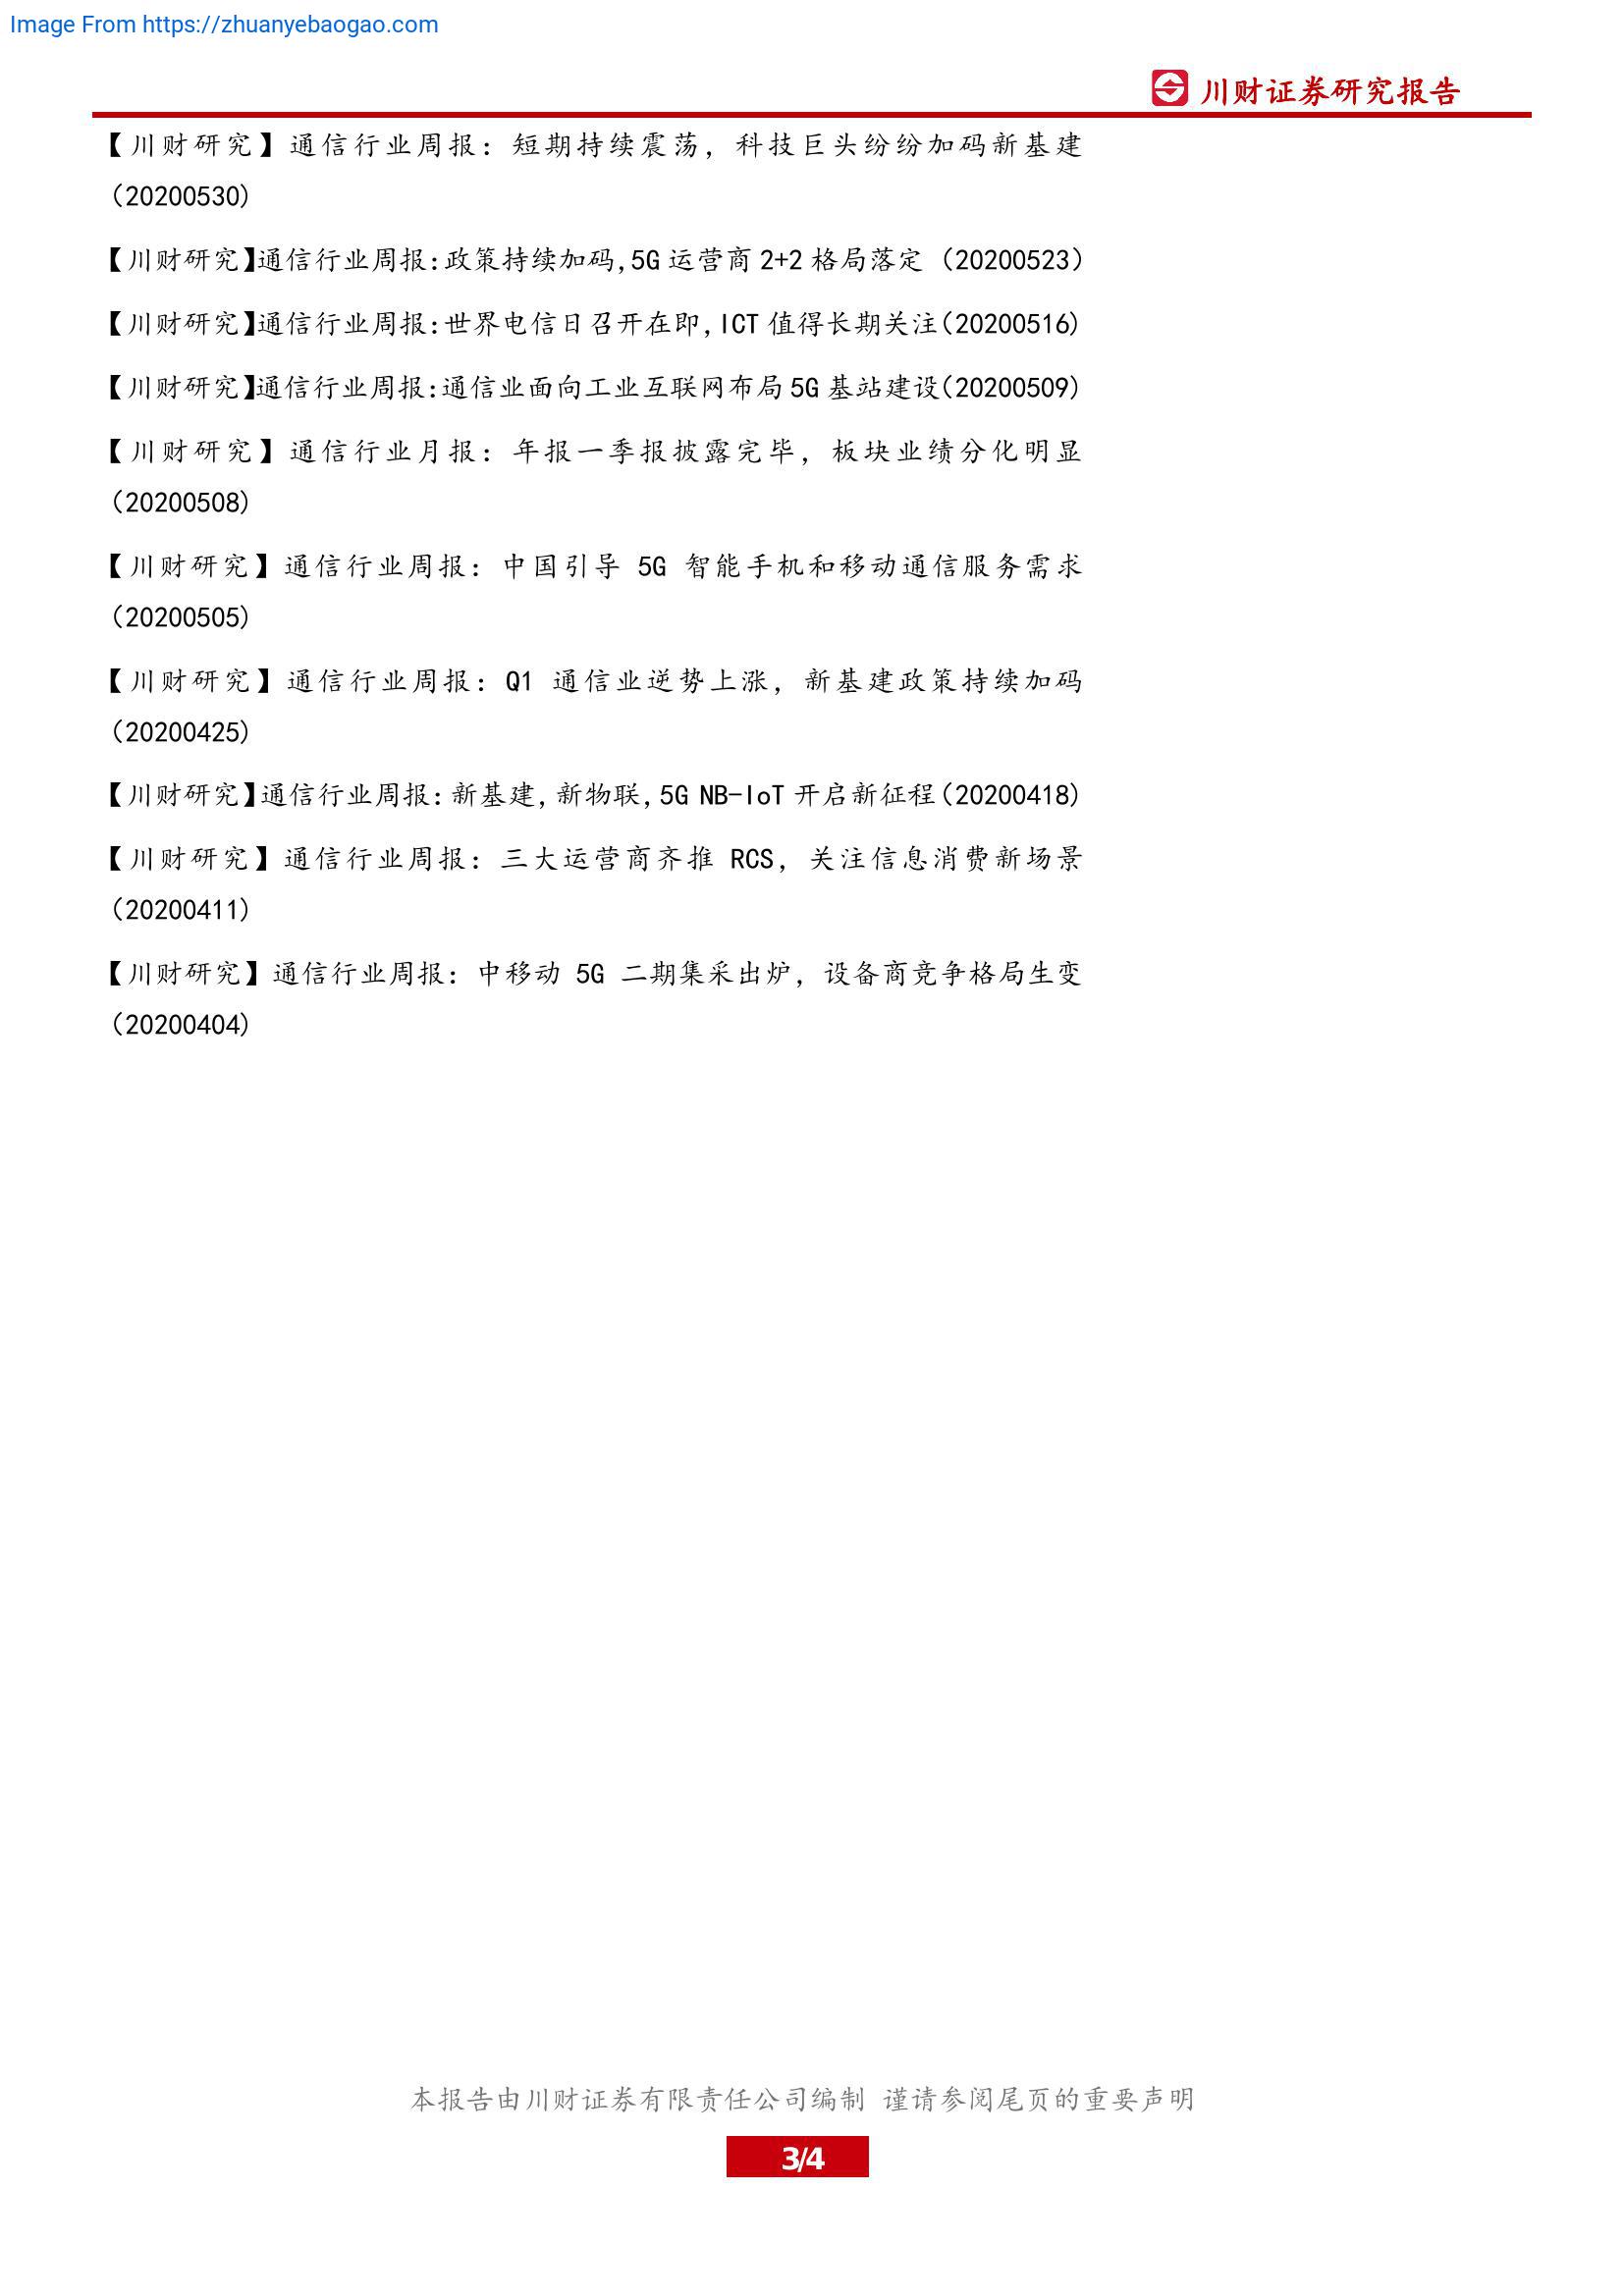 Image From https://zhuanyebaogao.com
川财证券研究报告
【川财研究】通信行业周报：短期持续震荡，科技巨头纷纷加码新基建
（20200530）
【川财研究】通信行业周报：政策持续加码，5G 运营商 2+2 格局落定（20200523）
【川财研究】通信行业周报：世界电信日召开在即，ICT 值得长期关注（20200516）
【川财研究】通信行业周报：通信业面向工业互联网布局 5G 基站建设（20200509）
【川财研究】通信行业月报：年报一季报披露完毕，板块业绩分化明显
（20200508）
【川财研究】通信行业周报：中国引导 5G 智能手机和移动通信服务需求
（20200505）
【川财研究】通信行业周报：Q1 通信业逆势上涨，新基建政策持续加码
（20200425）
【川财研究】通信行业周报：新基建，新物联，5G NB-IoT 开启新征程（20200418）
【川财研究】通信行业周报：三大运营商齐推 RCS，关注信息消费新场景
（20200411）
【川财研究】通信行业周报：中移动 5G 二期集采出炉，设备商竞争格局生变
（20200404）
本报告由川财证券有限责任公司编制 谨请参阅尾页的重要声明
3/4